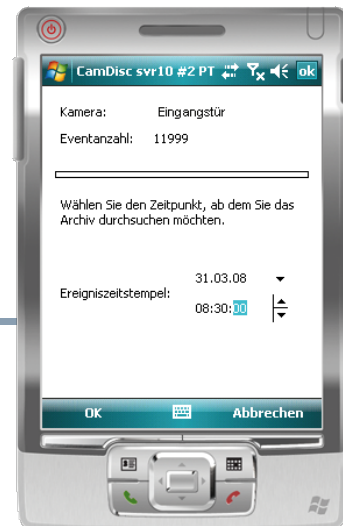 CamDisc svr10 #2 PT ok
Kamera: Eingangstür
Eventanzahl: 11999
Wählen Sie den Zeitpunkt, ab dem Sie das
Archiv durchsuchen möchten.
31.03.08
Ereigniszeitstempel:
08:30:00
OK Abbrechen